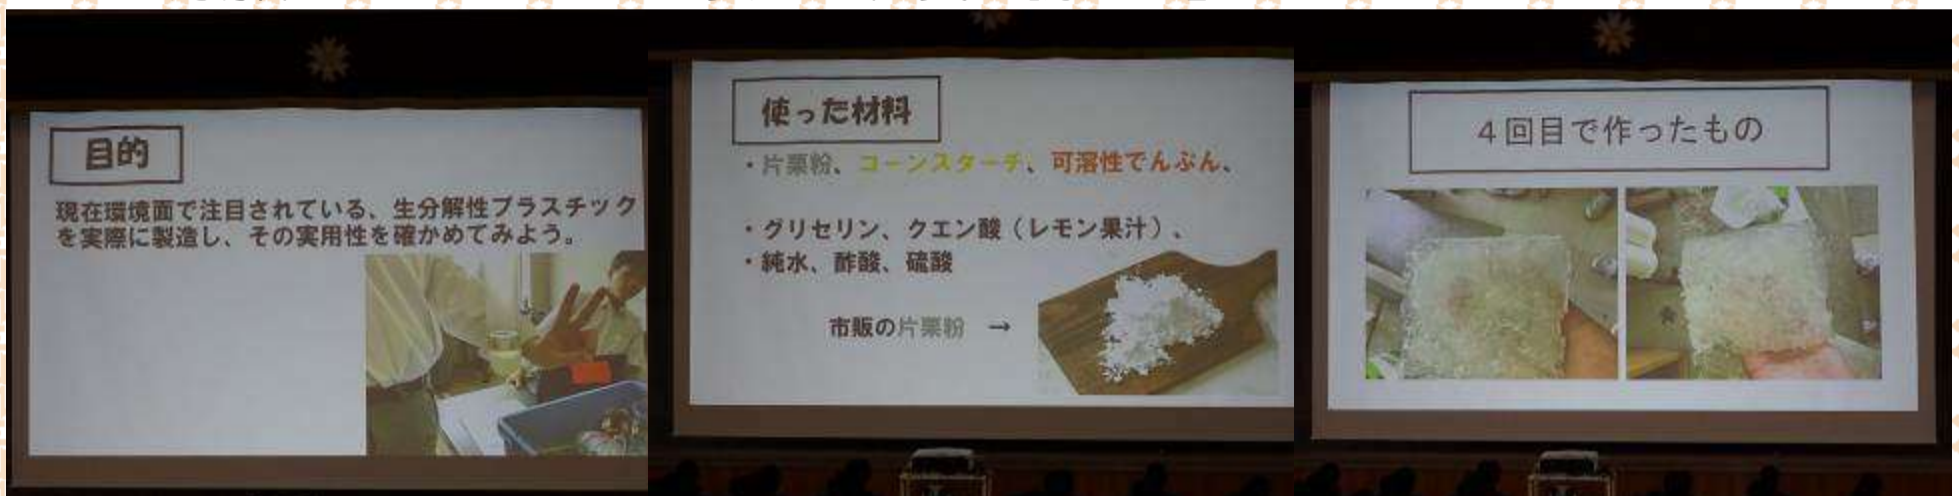 目的
現在環境面で注目されている、生分解性プラスチック
を実際に製造し、その実用性を確かめてみよう。
使った材料
・片栗粉、コーンスターチ、可溶性でんぷん、
・グリセリン、クエン酸（レモン果汁）、
・純水、酢酸、硫酸
市販の片栗粉　→
４回目で作ったもの